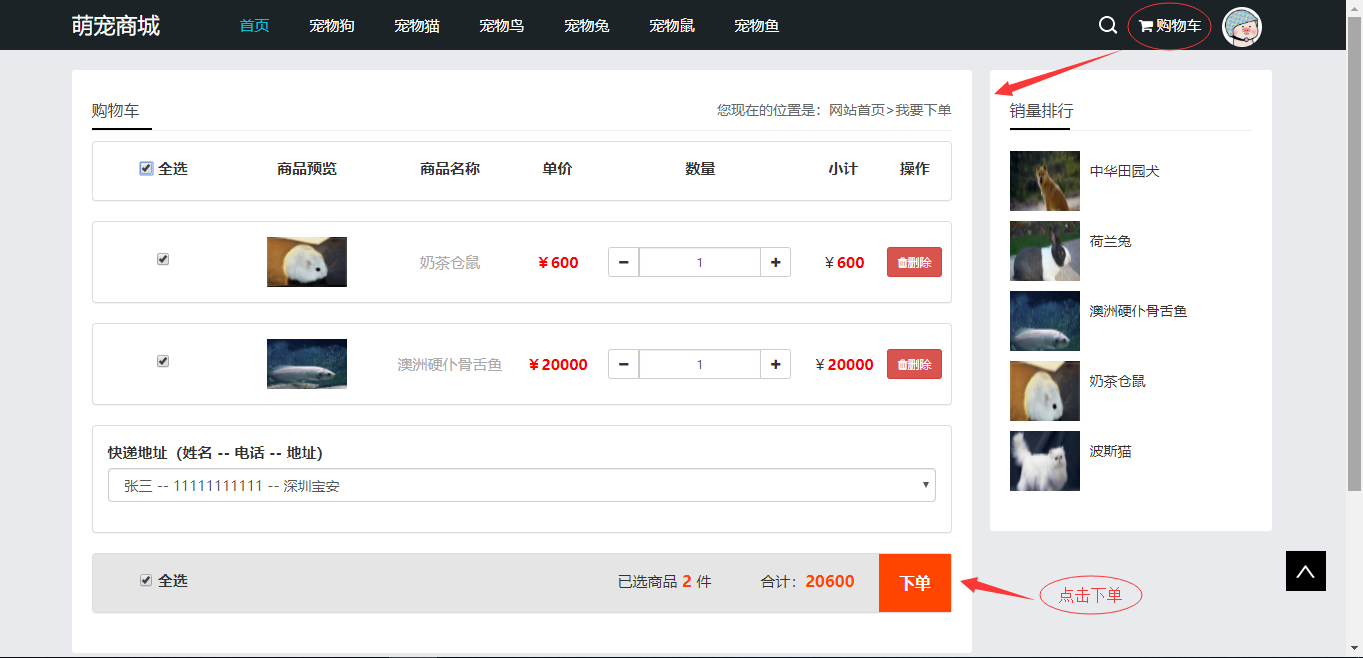 萌宠商城 首页 宠物狗 宠物猫 宠物鸟 宠物兔 宠物鼠 宠物鱼 购物车
购物车 您现在的位置是：网站首页>我要下单
全选 商品预览 商品名称 单价 数量 小计 操作
奶茶仓鼠 ￥600 − 1 + ￥600 删除
澳洲硬仆骨舌鱼 ￥20000 − 1 + ￥20000 删除
快递地址（姓名 -- 电话 -- 地址）
张三 -- 11111111111 -- 深圳宝安
全选 已选商品 2 件 合计：20600 下单
点击下单
销量排行
中华田园犬
荷兰兔
澳洲硬仆骨舌鱼
奶茶仓鼠
波斯猫